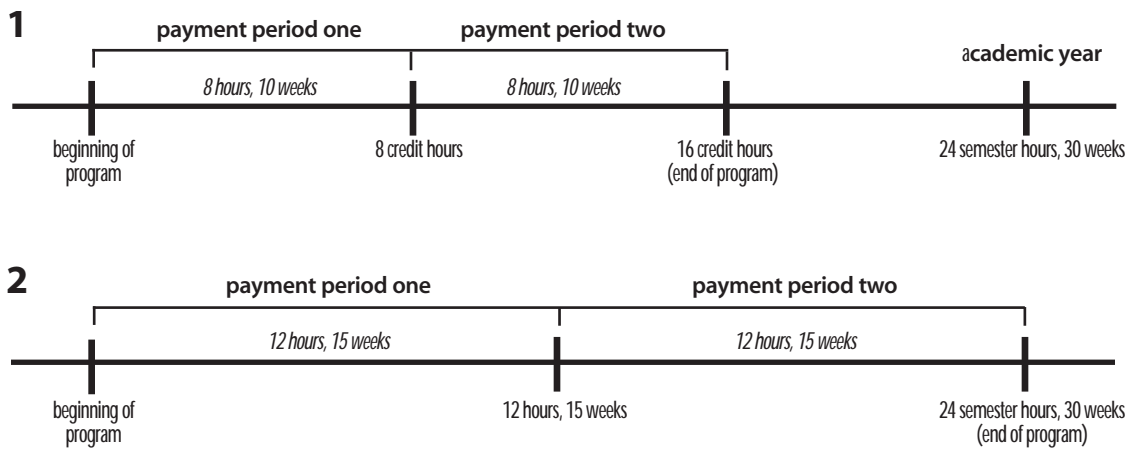 1
payment period one
payment period two
academic year
8 hours, 10 weeks
8 hours, 10 weeks
beginning of
program
8 credit hours
16 credit hours
(end of program)
24 semester hours, 30 weeks
2
payment period one
payment period two
12 hours, 15 weeks
12 hours, 15 weeks
beginning of
program
12 hours, 15 weeks
24 semester hours, 30 weeks
(end of program)